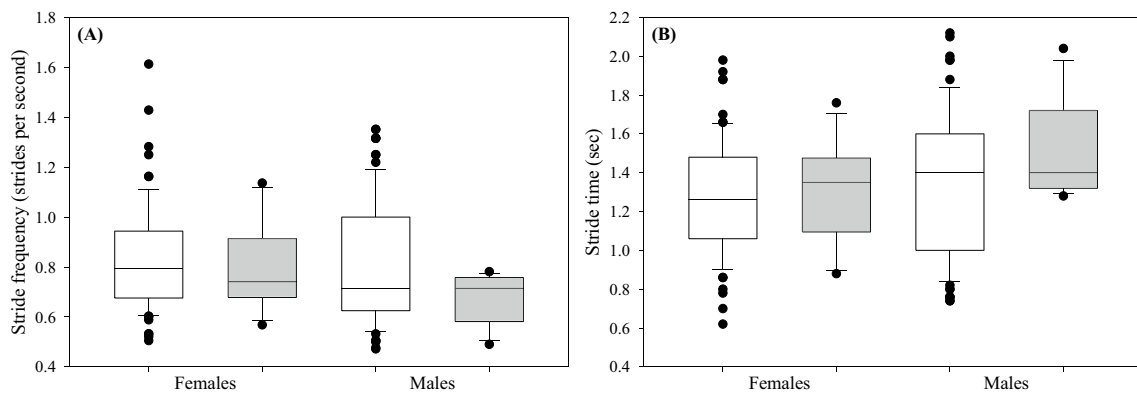 (A)
Stride frequency (strides per second)
1.8
1.6
1.4
1.2
1.0
0.8
0.6
0.4
Females
Males
(B)
Stride time (sec)
2.2
2.0
1.8
1.6
1.4
1.2
1.0
0.8
0.6
0.4
Females
Males